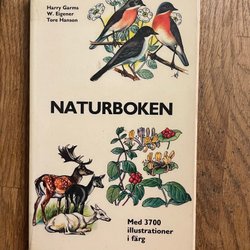 Harry Garms
W. Eigener
Tore Hanson
NATURBOKEN
Med 3700
illustrationer
i färg